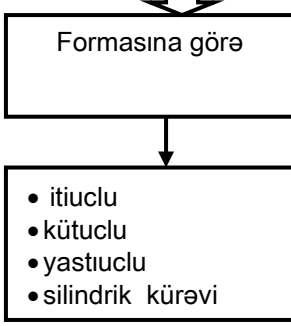 Formasına görə
• itiuclu
• kütuclu
• yastıuclu
• silindrik kürəvi